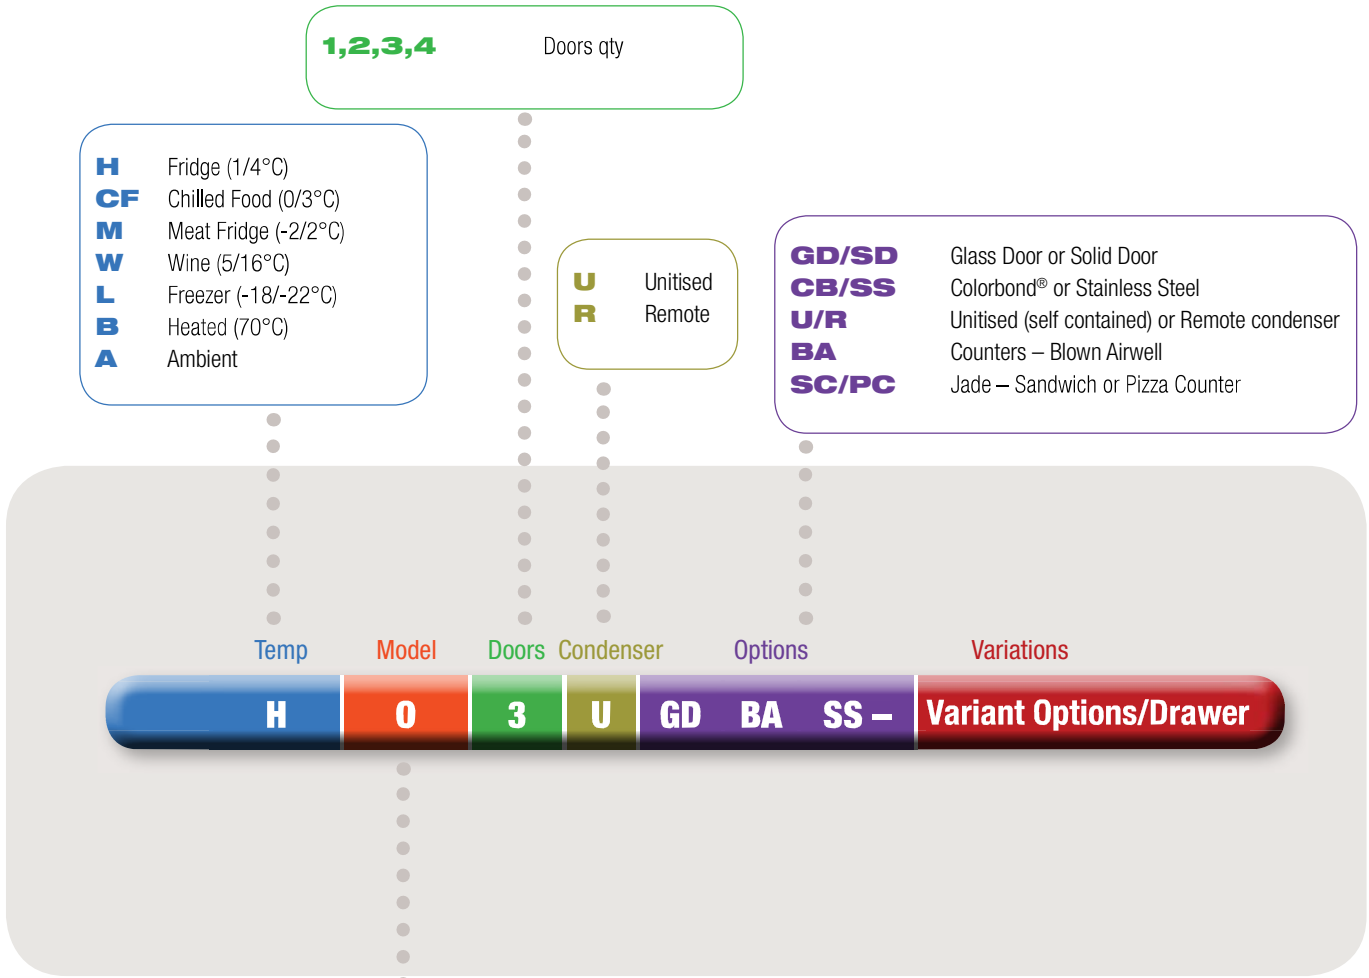 1,2,3,4 Doors qty
H Fridge (1/4°C)
CF Chilled Food (0/3°C)
M Meat Fridge (-2/2°C)
W Wine (5/16°C)
L Freezer (-18/-22°C)
B Heated (70°C)
A Ambient
U Unitised
R Remote
GD/SD Glass Door or Solid Door
CB/SS Colorbond® or Stainless Steel
U/R Unitised (self contained) or Remote condenser
BA Counters – Blown Airwell
SC/PC Jade – Sandwich or Pizza Counter
Temp Model Doors Condenser Options Variations
H 0 3 U GD BA SS – Variant Options/Drawer